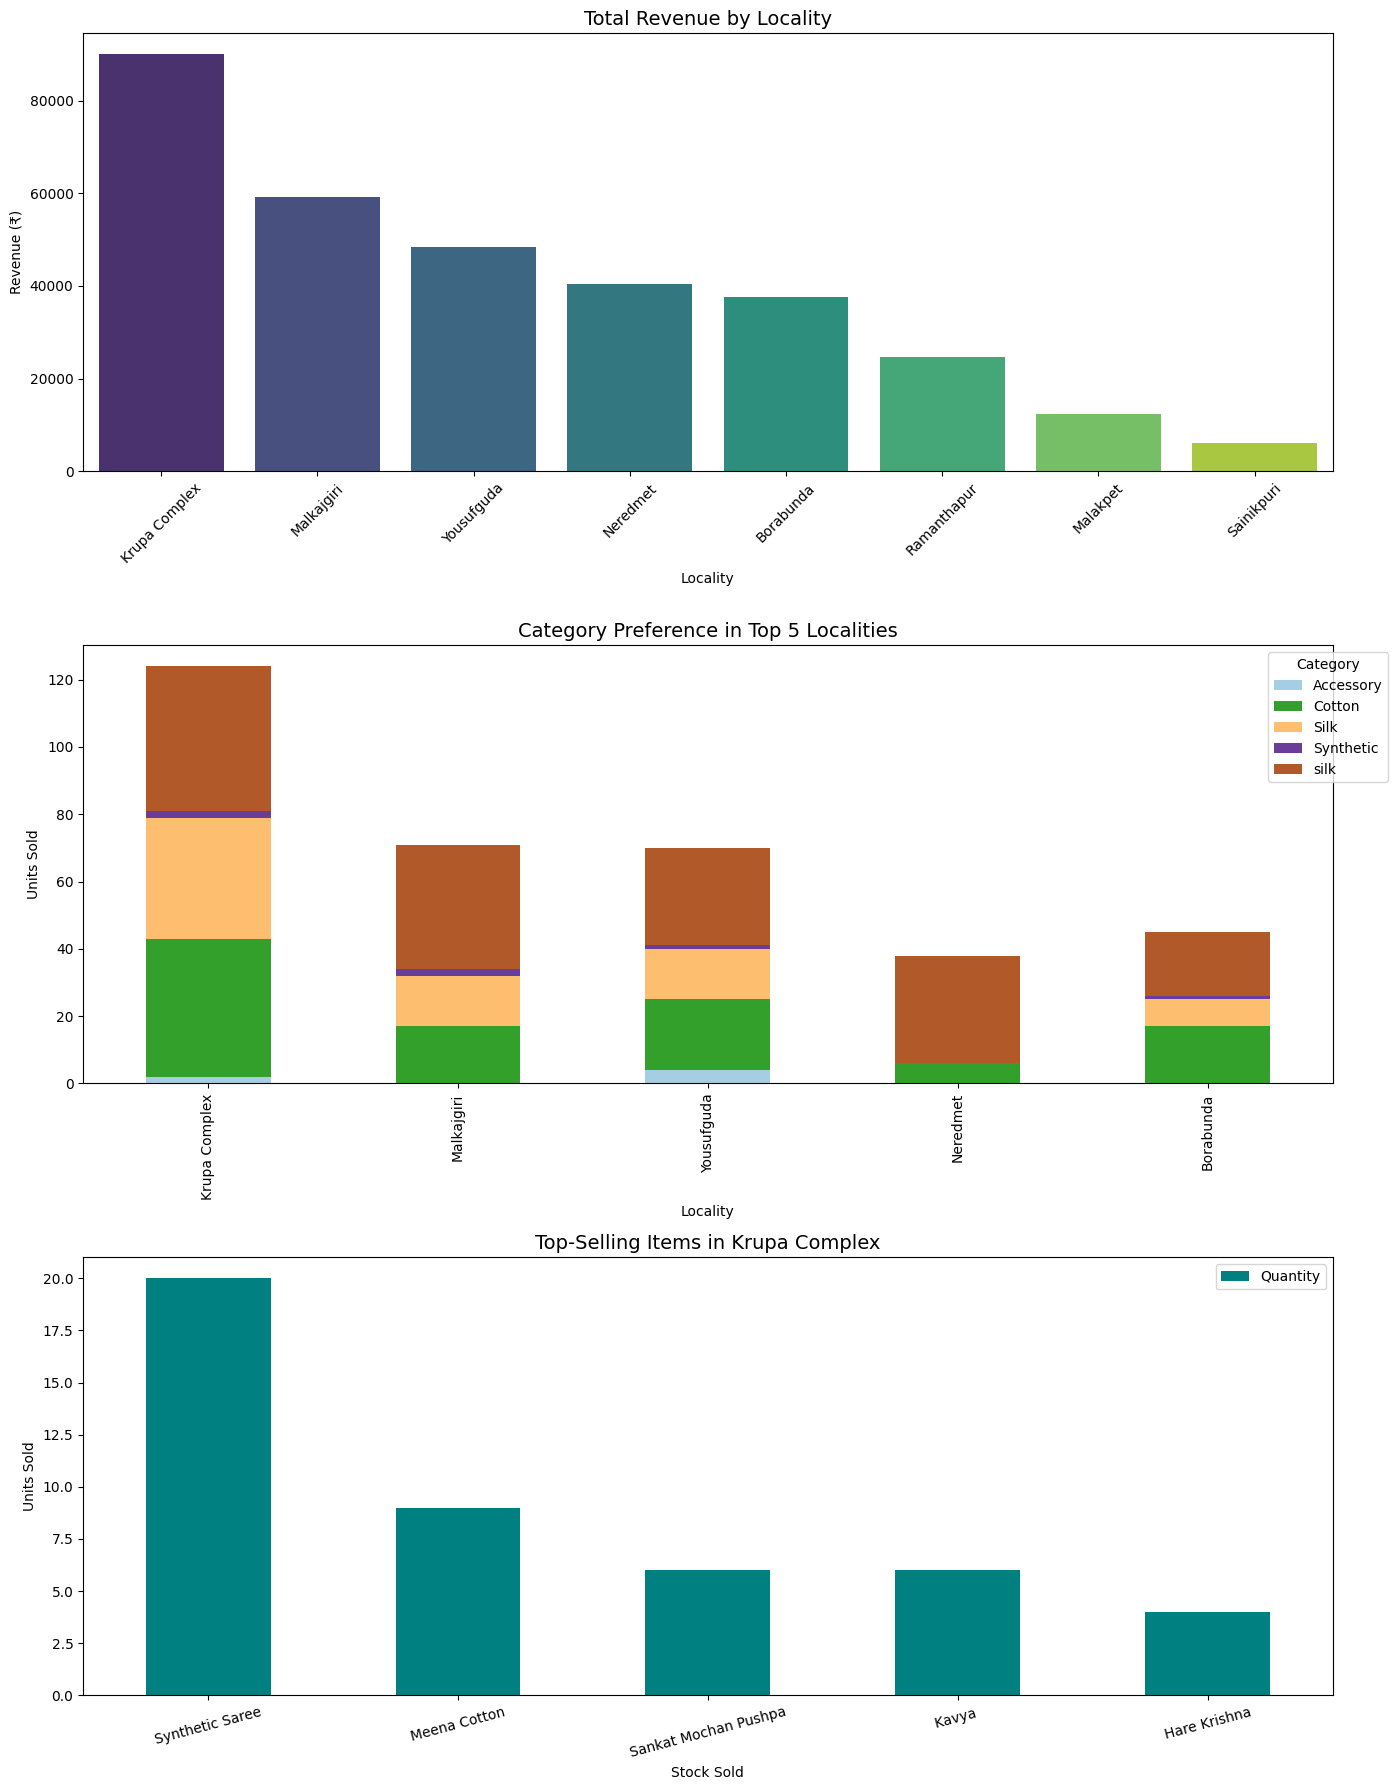 Total Revenue by Locality
80000
60000
40000
20000
0
Revenue (₹)
Krupa Complex
Malkajgiri
Yousufguda
Neredmet
Borabunda
Ramanthapur
Malakpet
Sainikpuri
Locality
Category Preference in Top 5 Localities
120
100
80
60
40
20
0
Units Sold
Category
Accessory
Cotton
Silk
Synthetic
silk
Krupa Complex
Malkajgiri
Yousufguda
Neredmet
Borabunda
Locality
Top-Selling Items in Krupa Complex
20.0
17.5
15.0
12.5
10.0
7.5
5.0
2.5
0.0
Units Sold
Quantity
Synthetic Saree
Meena Cotton
Sankat Mochan Pushpa
Kavya
Hare Krishna
Stock Sold